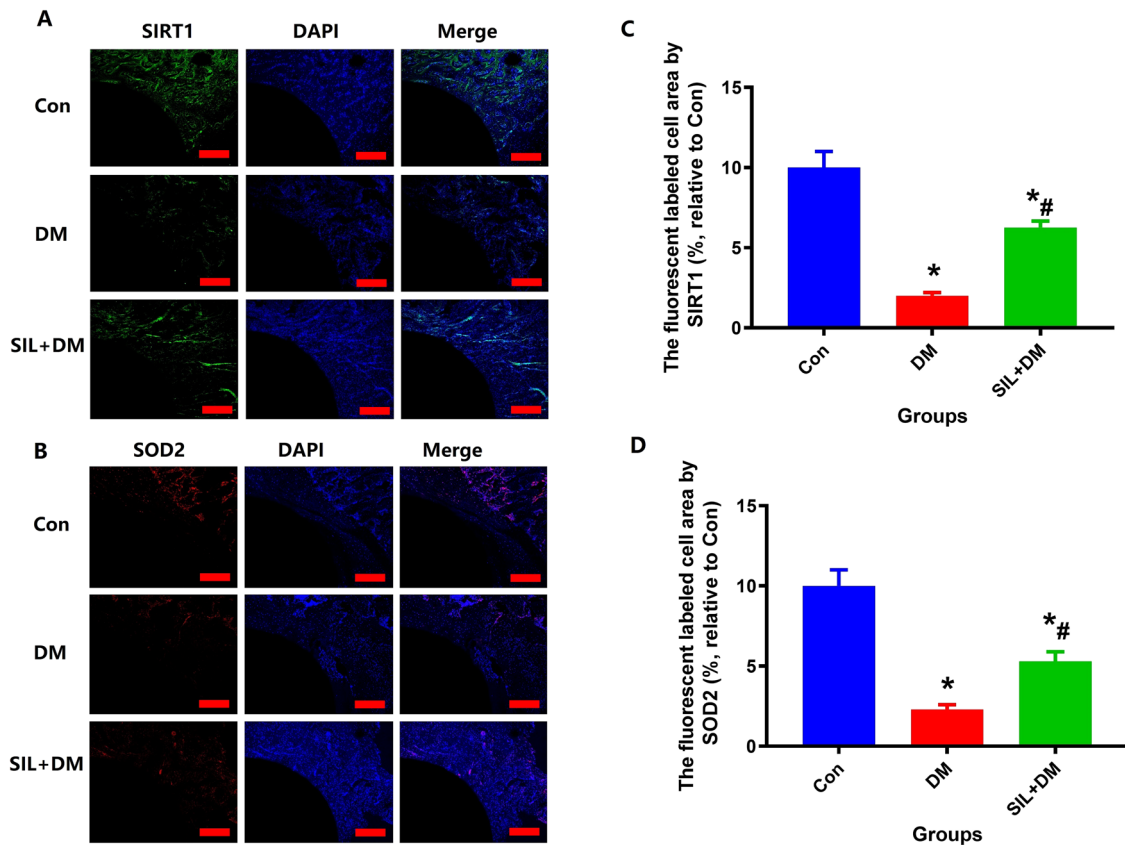 A
SIRT1 DAPI Merge
Con
DM
SIL+DM
B
SOD2 DAPI Merge
Con
DM
SIL+DM
C
The fluorescent labeled cell area by
SIRT1 (%, relative to Con)
15
10
5
0
*
*#
Con
DM
SIL+DM
Groups
D
The fluorescent labeled cell area by
SOD2 (%, relative to Con)
15
10
5
0
*
*#
Con
DM
SIL+DM
Groups